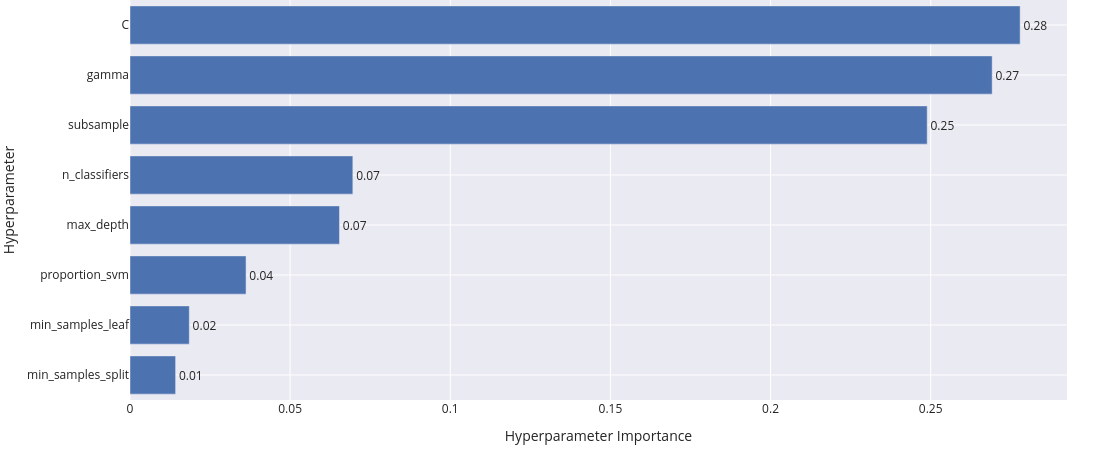 C 0.28
gamma 0.27
subsample 0.25
n_classifiers 0.07
max_depth 0.07
proportion_svm 0.04
min_samples_leaf 0.02
min_samples_split 0.01
0 0.05 0.1 0.15 0.2 0.25
Hyperparameter Importance
Hyperparameter